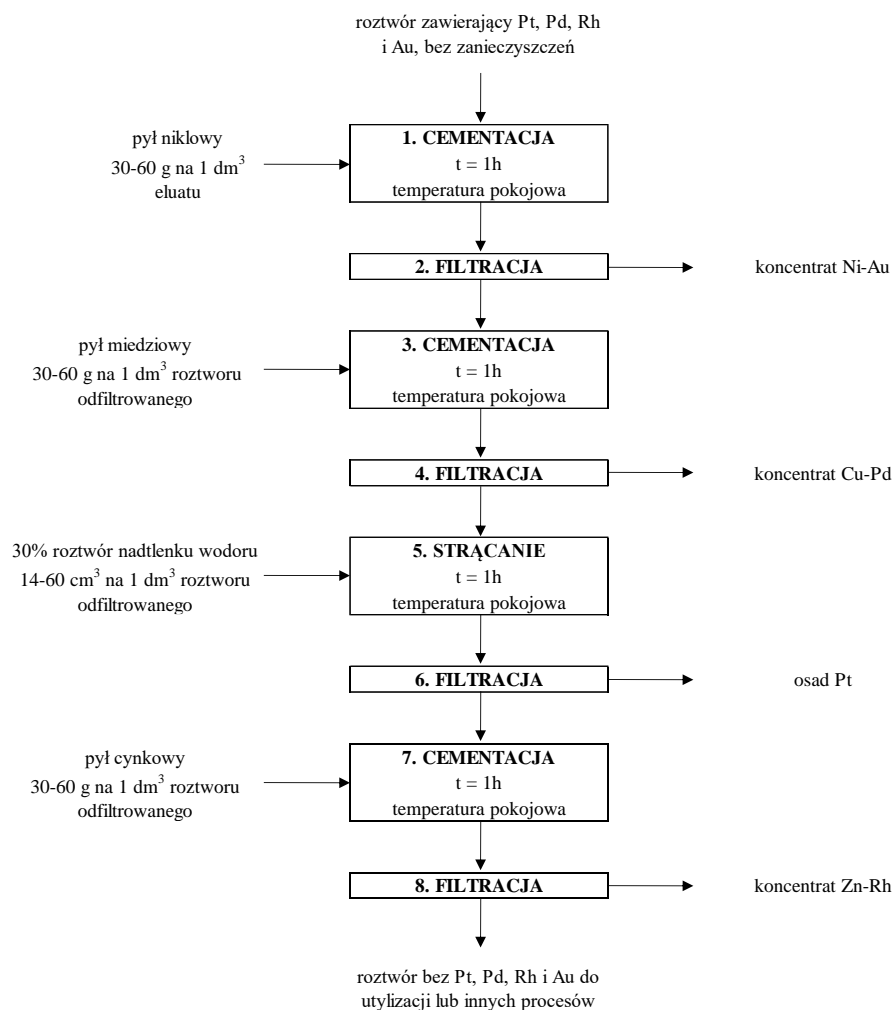 roztwór zawierający Pt, Pd, Rh
i Au, bez zanieczyszczeń
pył niklowy
30-60 g na 1 dm³
eluatu
1. CEMENTACJA
t = 1h
temperatura pokojowa
2. FILTRACJA
koncentrat Ni-Au
pył miedziowy
30-60 g na 1 dm³ roztworu
odfiltrowanego
3. CEMENTACJA
t = 1h
temperatura pokojowa
4. FILTRACJA
koncentrat Cu-Pd
30% roztwór nadtlenku wodoru
14-60 cm³ na 1 dm³ roztworu
odfiltrowanego
5. STRĄCANIE
t = 1h
temperatura pokojowa
6. FILTRACJA
osad Pt
pył cynkowy
30-60 g na 1 dm³ roztworu
odfiltrowanego
7. CEMENTACJA
t = 1h
temperatura pokojowa
8. FILTRACJA
koncentrat Zn-Rh
roztwór bez Pt, Pd, Rh i Au do
utylizacji lub innych procesów